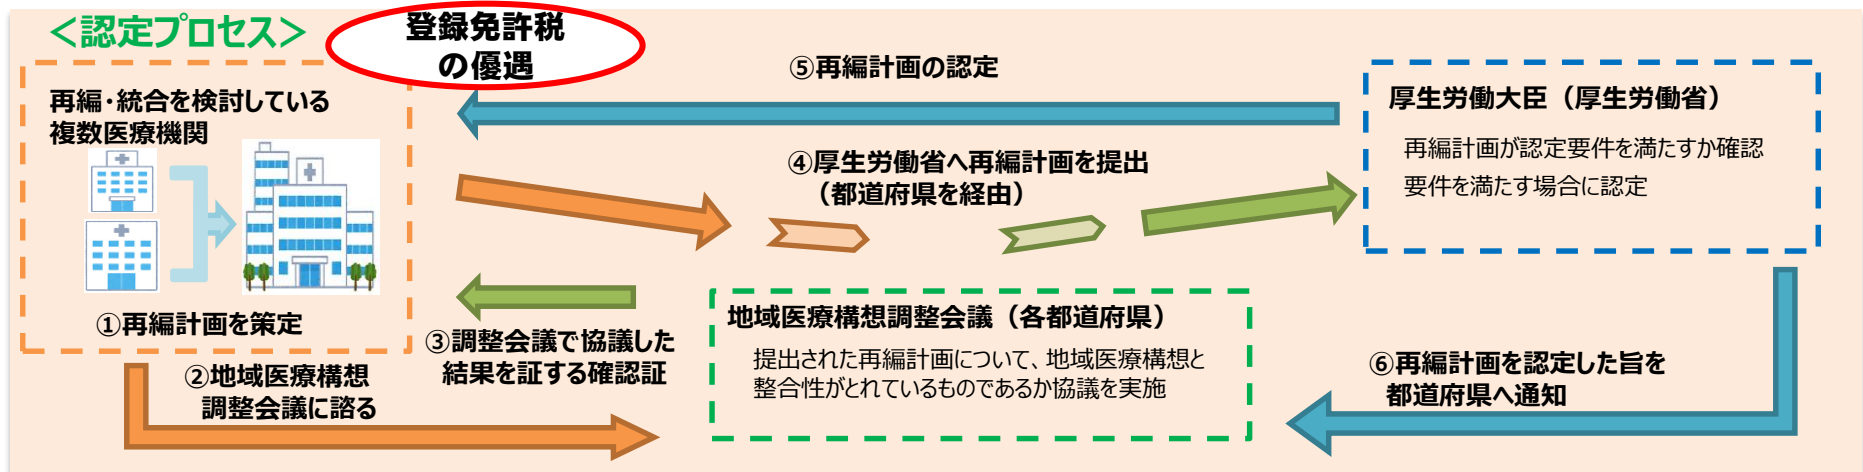 ＜認定プロセス＞
登録免許税
の優遇
再編・統合を検討している
複数医療機関
①再編計画を策定
②地域医療構想
調整会議に諮る
③調整会議で協議した
結果を証する確認証
④厚生労働省へ再編計画を提出
（都道府県を経由）
⑤再編計画の認定
厚生労働大臣（厚生労働省）
再編計画が認定要件を満たすか確認
要件を満たす場合に認定
地域医療構想調整会議（各都道府県）
提出された再編計画について、地域医療構想と
整合性がとれているものであるか協議を実施
⑥再編計画を認定した旨を
都道府県へ通知